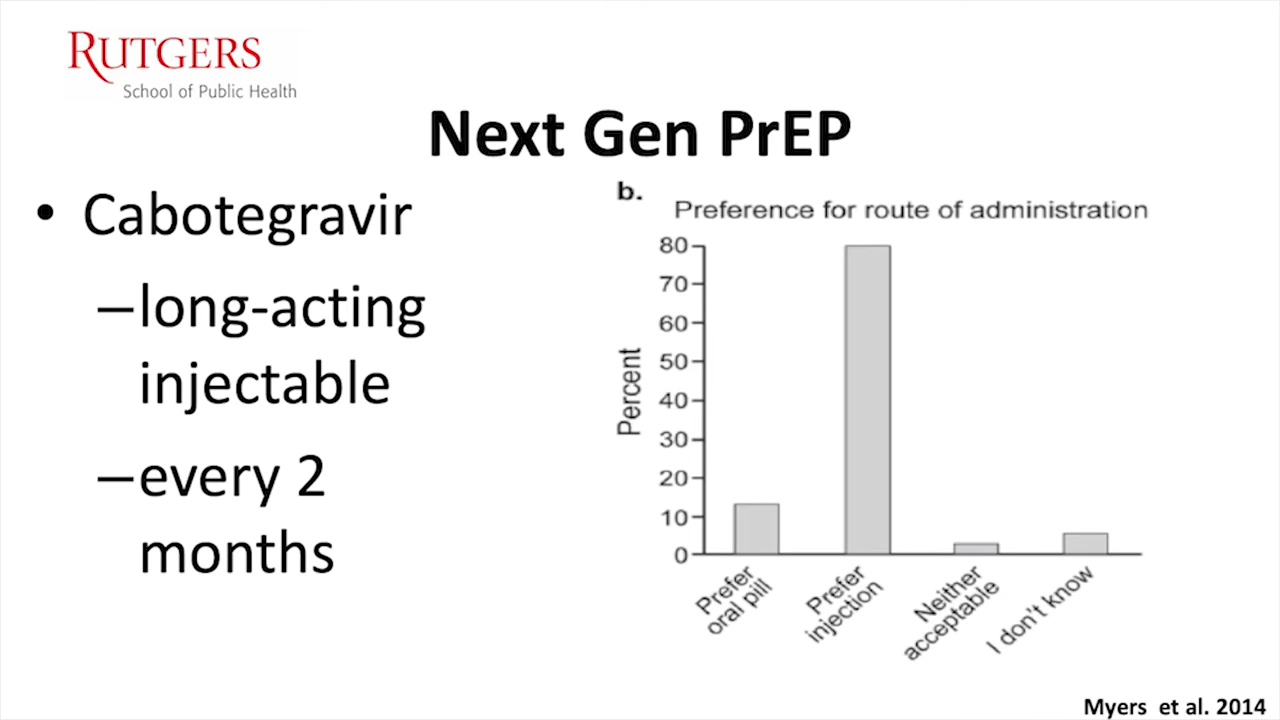 RUTGERS
School of Public Health
Next Gen PrEP
• Cabotegravir
–long-acting
injectable
–every 2
months
b.
Preference for route of administration
Percent
80
70
60
50
40
30
20
10
0
Prefer
oral pill
Prefer
injection
Neither
acceptable
I don't know
Myers et al. 2014